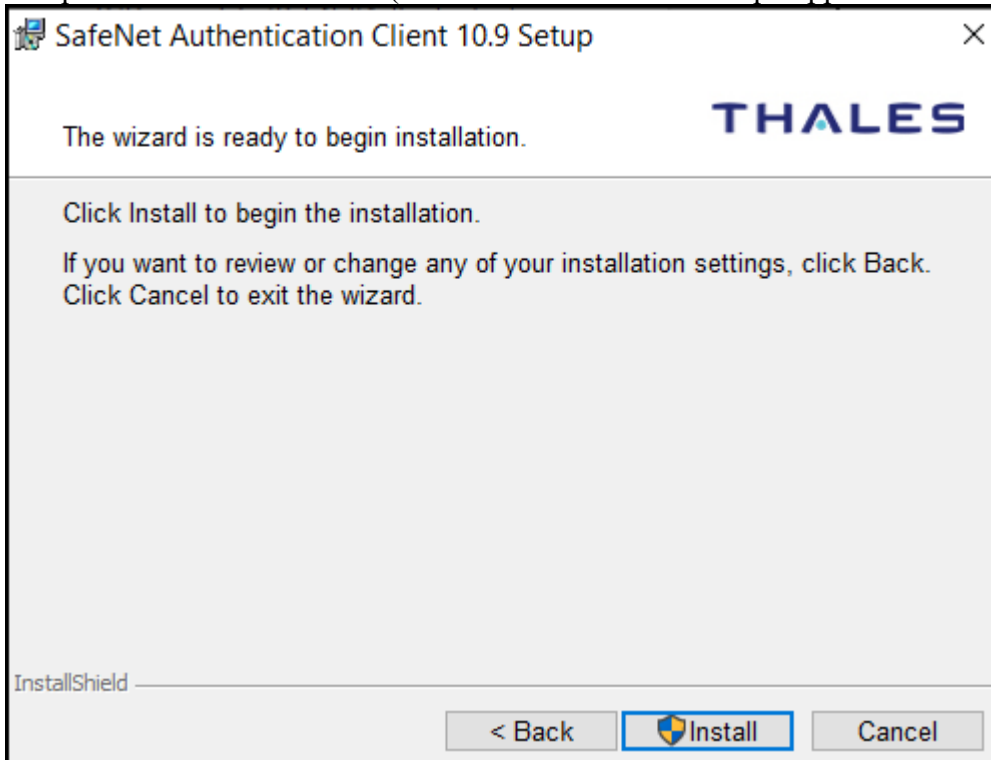 SafeNet Authentication Client 10.9 Setup
THALES
The wizard is ready to begin installation.
Click Install to begin the installation.
If you want to review or change any of your installation settings, click Back.
Click Cancel to exit the wizard.
InstallShield
< Back Install Cancel